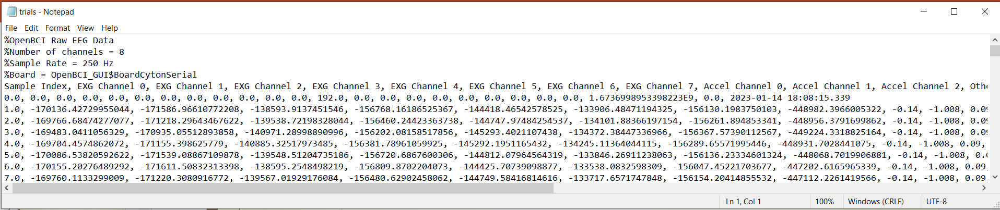 trials - Notepad
File Edit Format View Help
%OpenBCI Raw EEG Data
%Number of channels = 8
%Sample Rate = 250 Hz
%Board = OpenBCI_GUI$BoardCytonSerial
Sample Index, EXG Channel 0, EXG Channel 1, EXG Channel 2, EXG Channel 3, EXG Channel 4, EXG Channel 5, EXG Channel 6, EXG Channel 7, Accel Channel 0, Accel Channel 1, Accel Channel 2, Othe
0.0, 0.0, 0.0, 0.0, 0.0, 0.0, 0.0, 0.0, 0.0, 0.0, 0.0, 0.0, 192.0, 0.0, 0.0, 0.0, 0.0, 0.0, 0.0, 0.0, 0.0, 0.0, 1.6736998953398223E9, 0.0, 2023-01-14 18:08:15.339
1.0, -170136.42729955044, -171586.96610772208, -138593.9137451546, -156768.16186525367, -144418.46542578525, -133906.48471194325, -156130.1983750103, -448982.3966005322, -0.14, -1.008, 0.09
2.0, -169766.68474277077, -171218.29643467622, -139538.72198328044, -156460.24423363738, -144747.97484254537, -134101.88366197154, -156261.894853341, -448956.3791699862, -0.14, -1.008, 0.09
3.0, -169483.0411056329, -170935.05512893858, -140971.28998890996, -156202.08158517856, -145293.4021107438, -134372.38447336966, -156367.57390112567, -449224.3318825164, -0.14, -1.008, 0.09
4.0, -169704.4574862072, -171155.398625779, -140885.32517973485, -156381.78961059925, -145292.1951165432, -134245.11364044115, -156289.65571995446, -448931.7028441075, -0.14, -1.008, 0.09,
5.0, -170086.53820592622, -171539.08867109878, -139548.51204735186, -156720.6867600306, -144812.07964564319, -133846.26911238063, -156136.23334601324, -448068.7019906881, -0.14, -1.008, 0.0
6.0, -170155.20276489292, -171611.50832313398, -138595.2548498219, -156809.8702204073, -144425.70739098877, -133538.0832598309, -156047.45221703677, -447202.6165965339, -0.14, -1.008, 0.09
7.0, -169760.1133299009, -171220.3080916772, -139567.01929176084, -156480.62902458062, -144749.58416814616, -133717.6571747848, -156154.20414855532, -447112.2261419566, -0.14, -1.008, 0.09
Ln 1, Col 1 100% Windows (CRLF) UTF-8